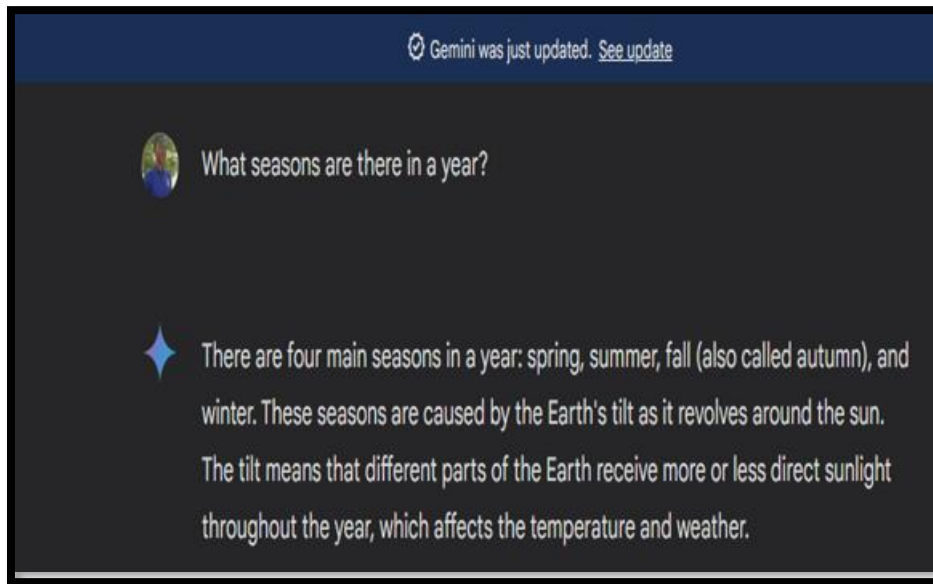 Gemini was just updated. See update
What seasons are there in a year?
There are four main seasons in a year: spring, summer, fall (also called autumn), and
winter. These seasons are caused by the Earth's tilt as it revolves around the sun.
The tilt means that different parts of the Earth receive more or less direct sunlight
throughout the year, which affects the temperature and weather.